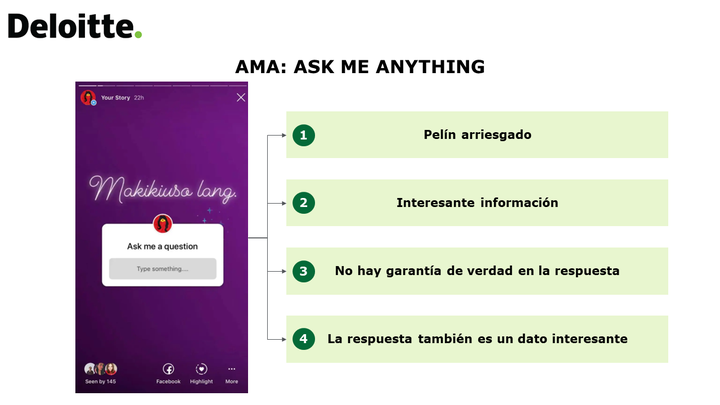 Deloitte.
AMA: ASK ME ANYTHING
Your Story 22h
Makikiuso lang.
Ask me a question
Type something...
Seen by 145
Facebook
Highlight
More
1 Pelín arriesgado
2 Interesante información
3 No hay garantía de verdad en la respuesta
4 La respuesta también es un dato interesante